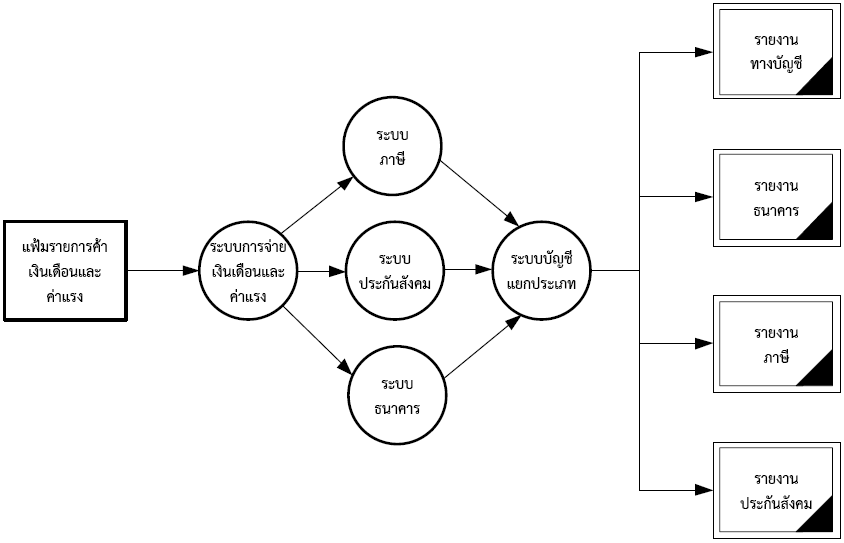 แฟ้มรายการค้า
เงินเดือนและ
ค่าแรง
ระบบการจ่าย
เงินเดือนและ
ค่าแรง
ระบบ
ภาษี
ระบบ
ประกันสังคม
ระบบ
ธนาคาร
ระบบบัญชี
แยกประเภท
รายงาน
ทางบัญชี
รายงาน
ธนาคาร
รายงาน
ภาษี
รายงาน
ประกันสังคม